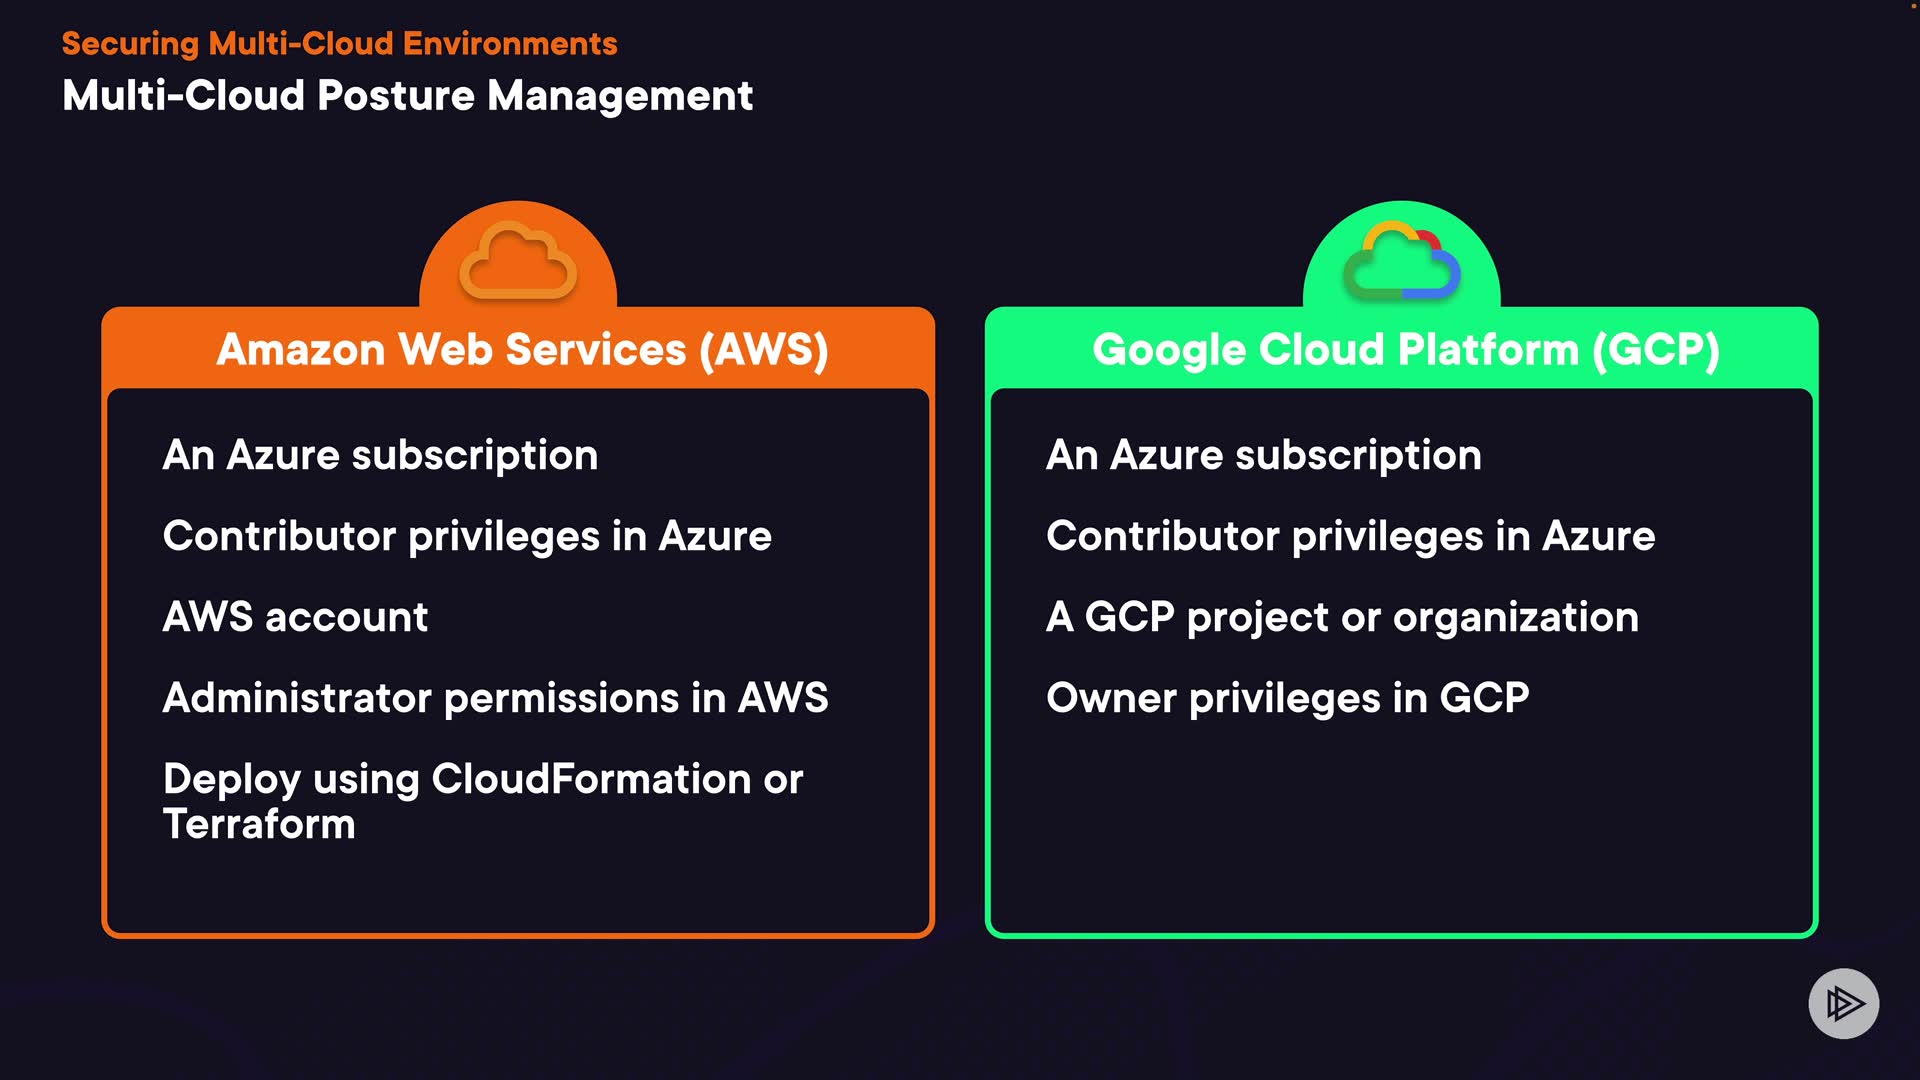 Securing Multi-Cloud Environments
Multi-Cloud Posture Management
Amazon Web Services (AWS)
An Azure subscription
Contributor privileges in Azure
AWS account
Administrator permissions in AWS
Deploy using CloudFormation or
Terraform
Google Cloud Platform (GCP)
An Azure subscription
Contributor privileges in Azure
A GCP project or organization
Owner privileges in GCP